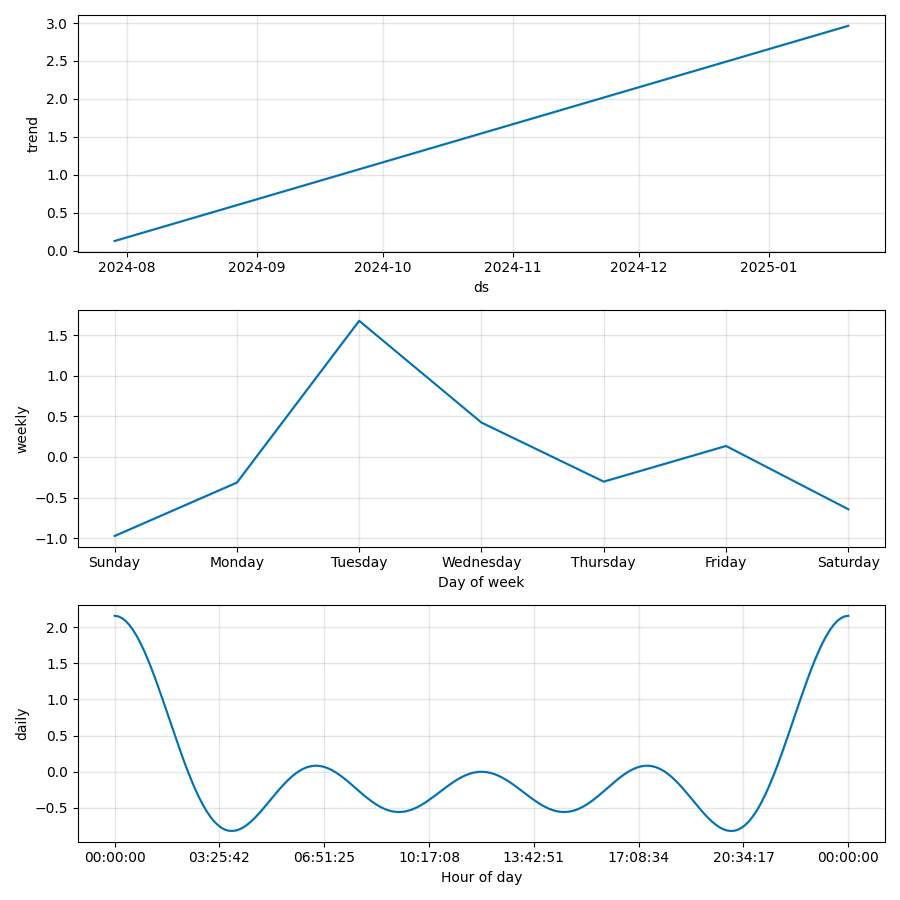 3.0
2.5
2.0
1.5
1.0
0.5
0.0
trend
2024-08 2024-09 2024-10 2024-11 2024-12 2025-01
ds
1.5
1.0
0.5
0.0
−0.5
−1.0
weekly
Sunday Monday Tuesday Wednesday Thursday Friday Saturday
Day of week
2.0
1.5
1.0
0.5
0.0
−0.5
daily
00:00:00 03:25:42 06:51:25 10:17:08 13:42:51 17:08:34 20:34:17 00:00:00
Hour of day